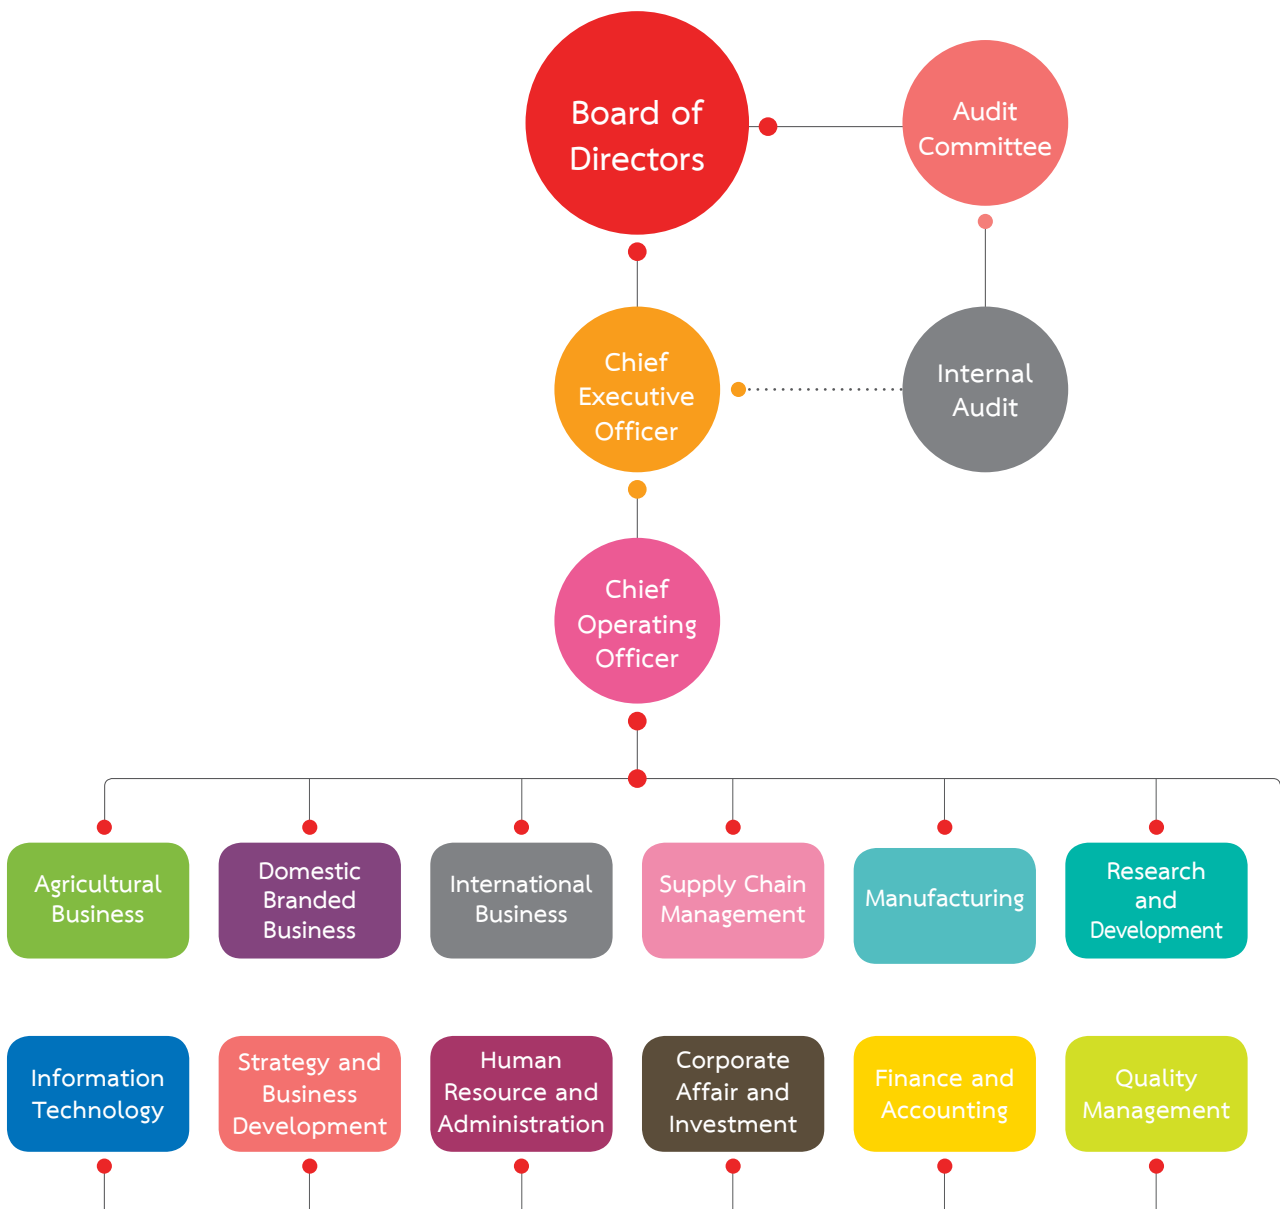 Board of
Directors
Audit
Committee
Chief
Executive
Officer
Internal
Audit
Chief
Operating
Officer
Agricultural
Business
Domestic
Branded
Business
International
Business
Supply Chain
Management
Manufacturing
Research
and
Development
Information
Technology
Strategy and
Business
Development
Human
Resource and
Administration
Corporate
Affair and
Investment
Finance and
Accounting
Quality
Management